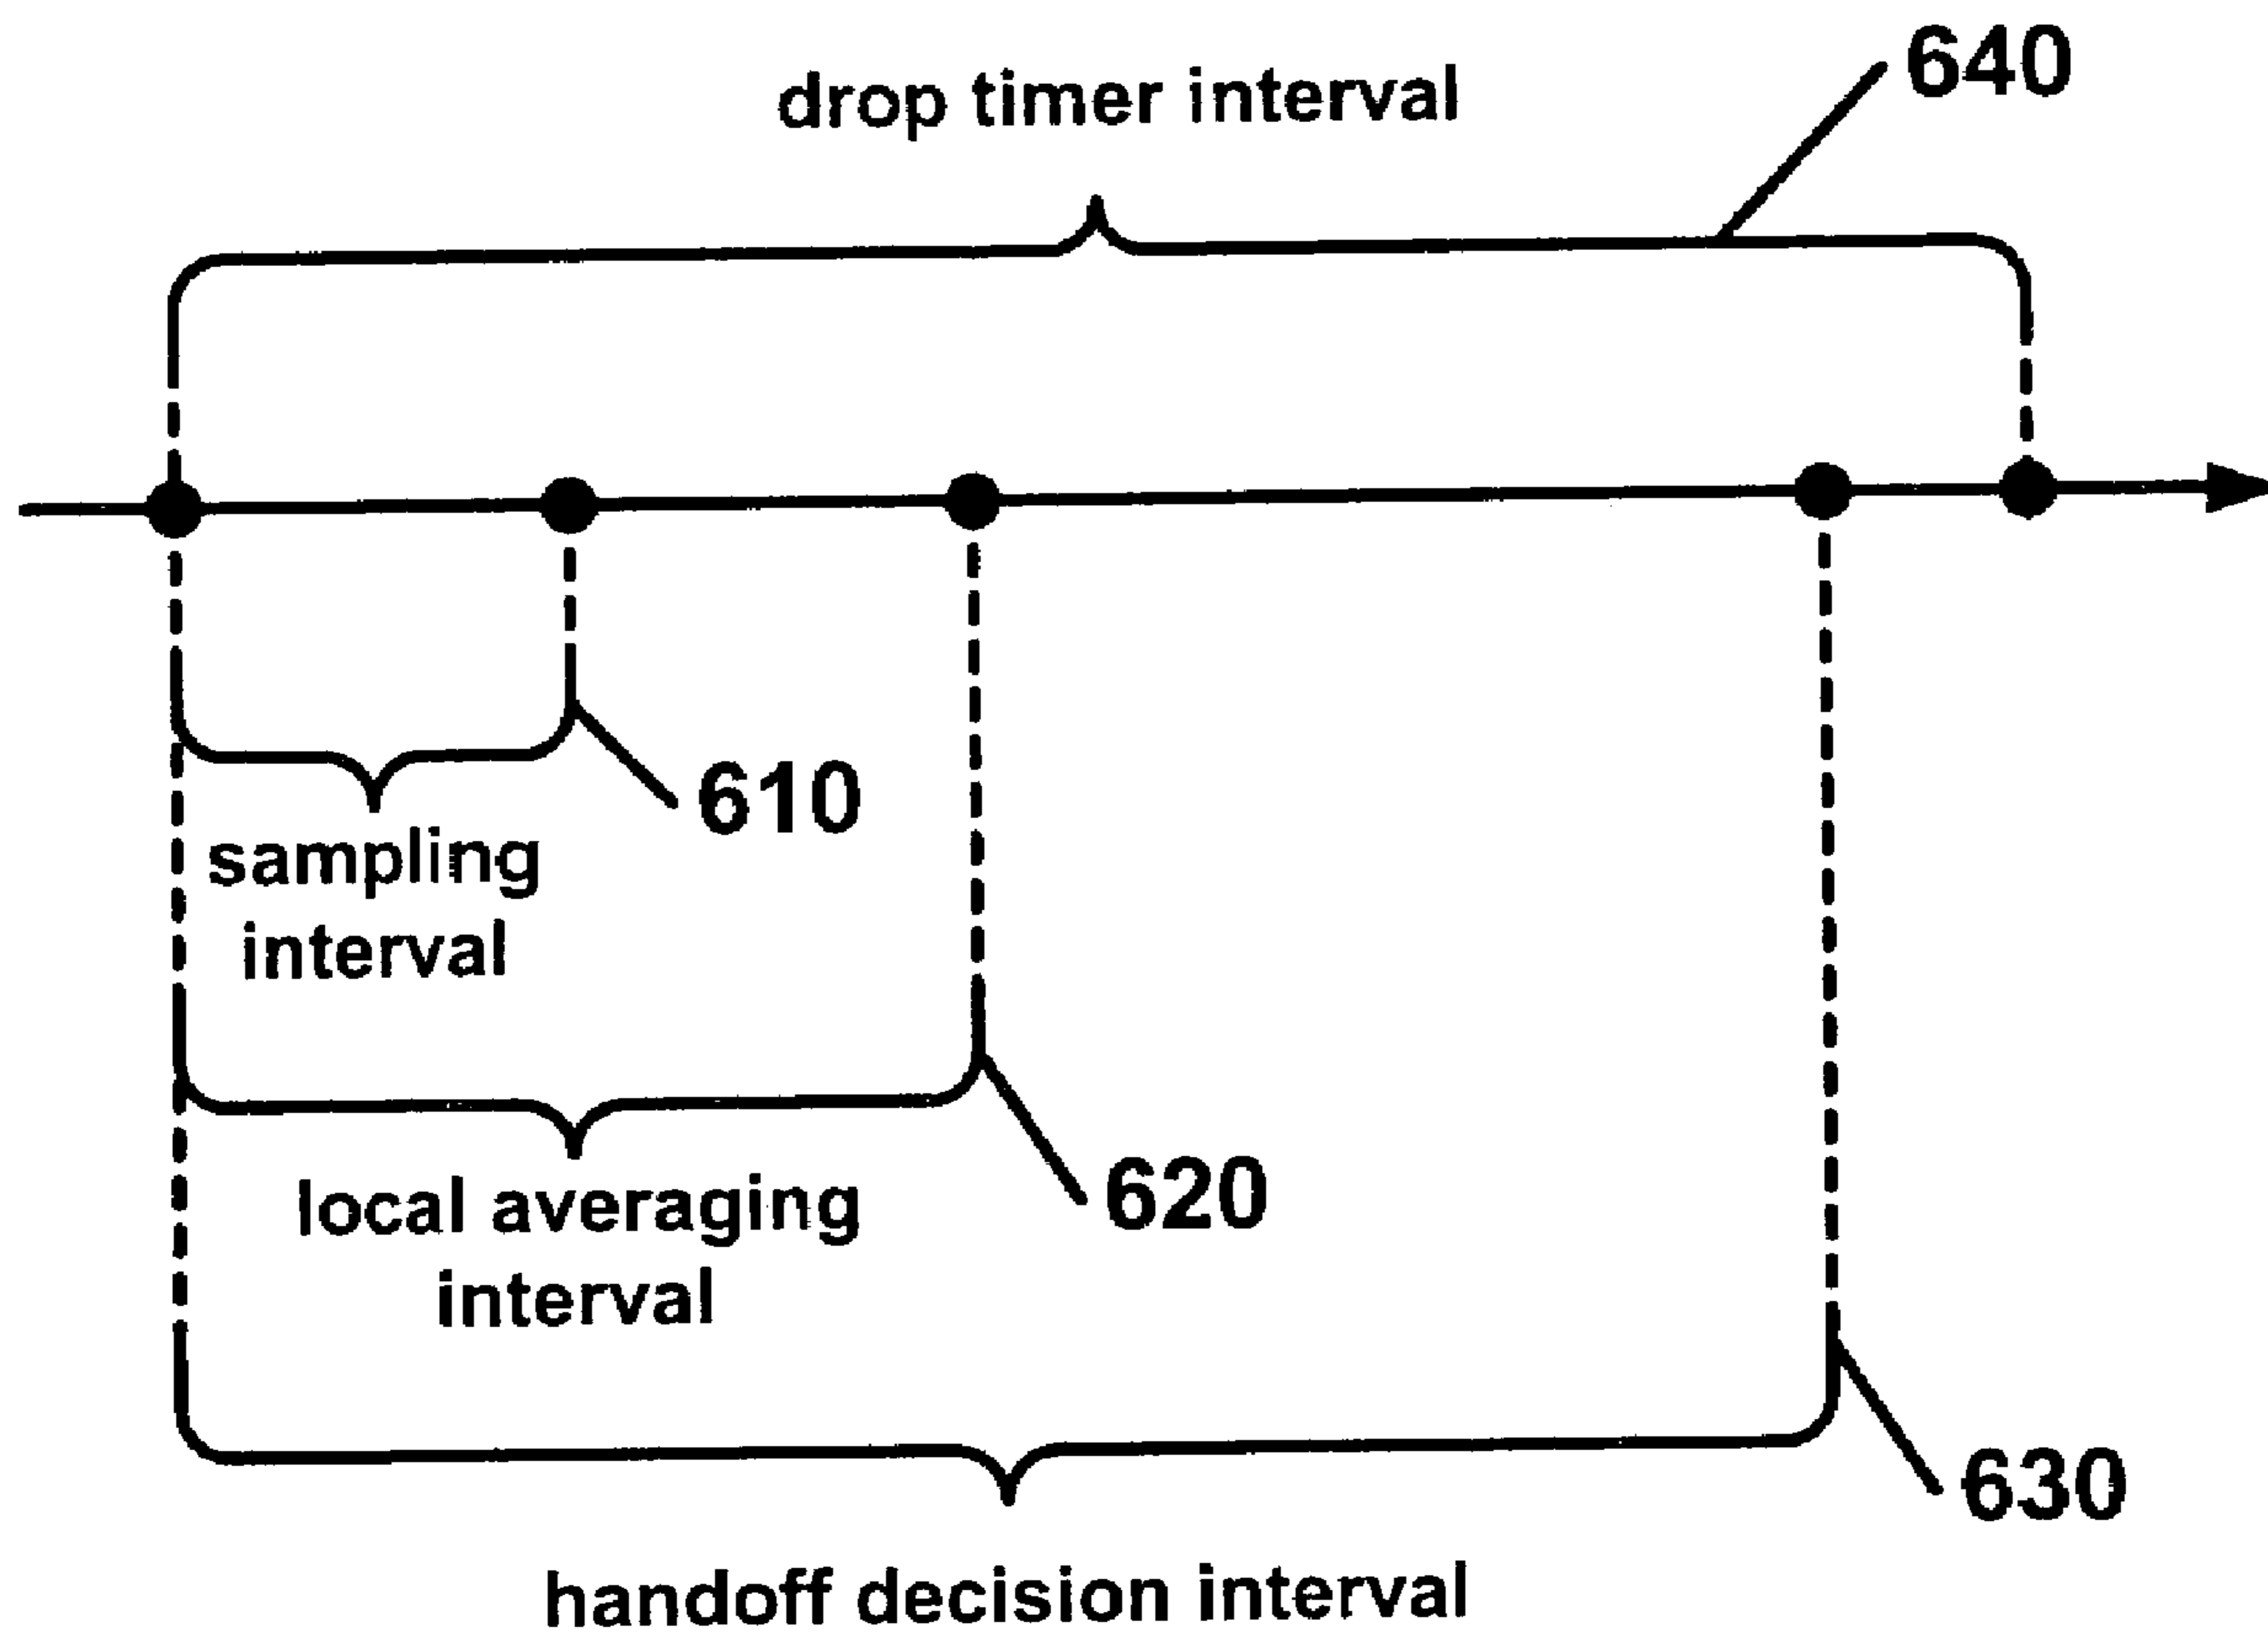 640
drop timer interval
610
sampling
interval
620
local averaging
interval
630
handoff decision interval